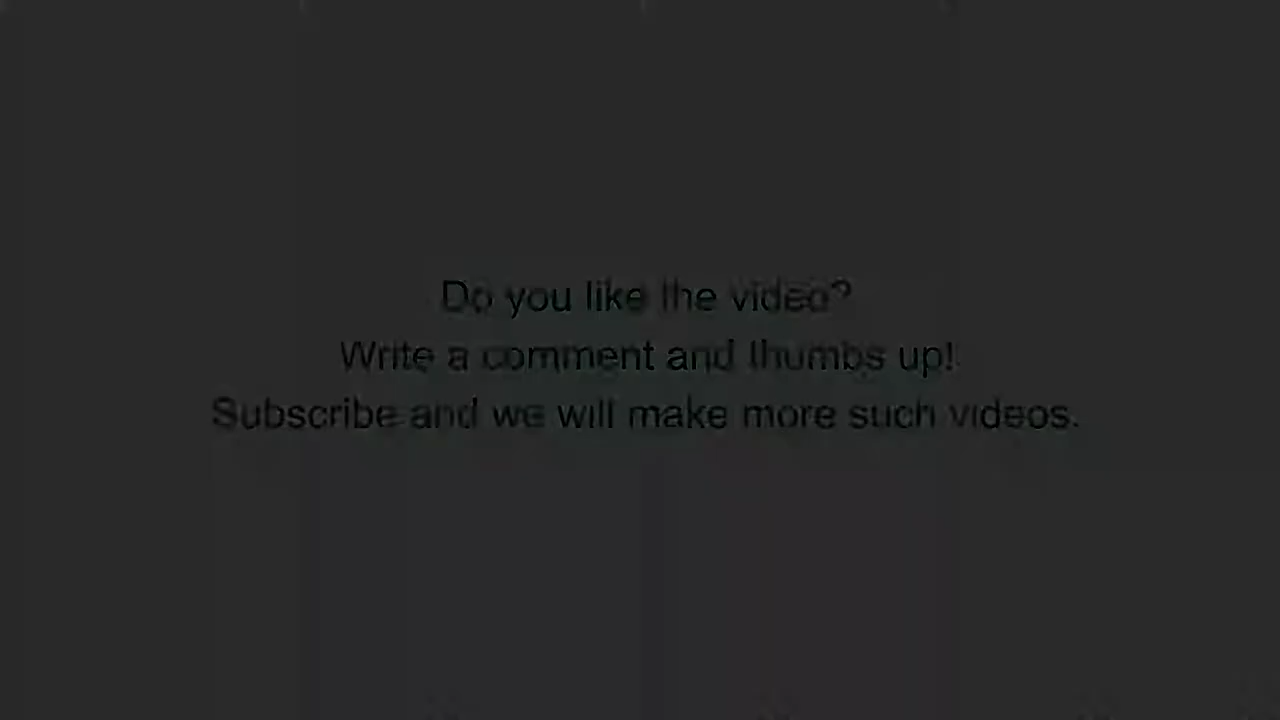 Do you like the video?
Write a comment and thumbs up!
Subscribe and we will make more such videos.